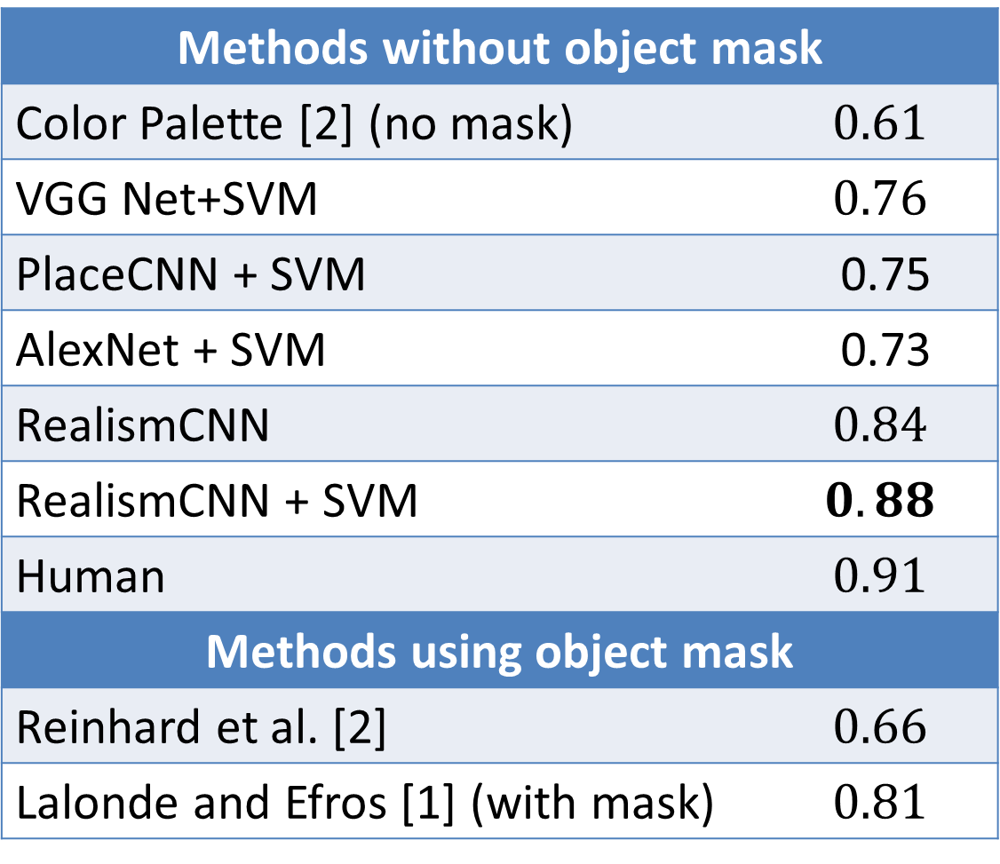 Methods without object mask
Color Palette [2] (no mask) 0.61
VGG Net+SVM 0.76
PlaceCNN + SVM 0.75
AlexNet + SVM 0.73
RealismCNN 0.84
RealismCNN + SVM 0.88
Human 0.91
Methods using object mask
Reinhard et al. [2] 0.66
Lalonde and Efros [1] (with mask) 0.81